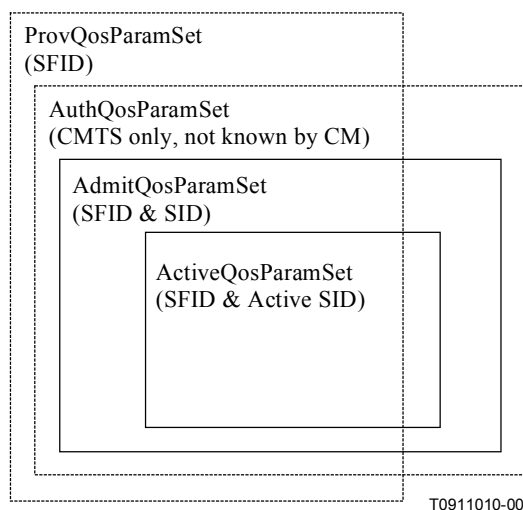 ProvQosParamSet
(SFID)
AuthQosParamSet
(CMTS only, not known by CM)
AdmitQosParamSet
(SFID & SID)
ActiveQosParamSet
(SFID & Active SID)
T0911010-00